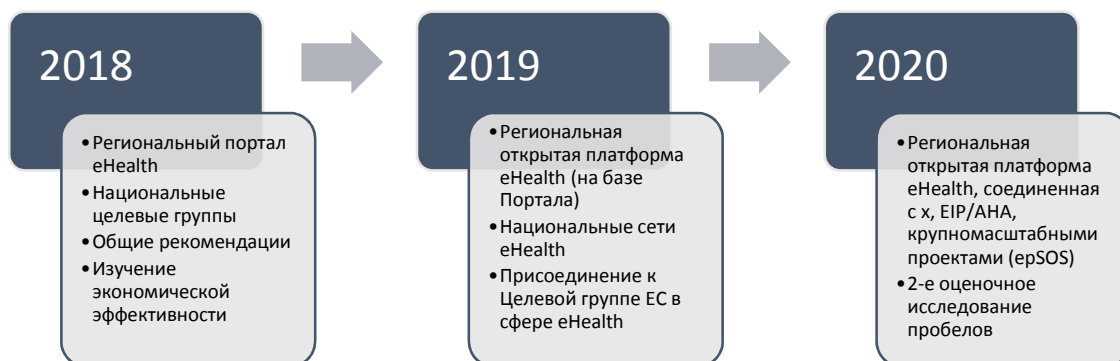 2018
•Региональный портал
eHealth
•Национальные
целевые группы
•Общие рекомендации
•Изучение
экономической
эффективности
2019
•Региональная
открытая платформа
eHealth (на базе
Портала)
•Национальные сети
eHealth
•Присоединение к
Целевой группе ЕС в
сфере eHealth
2020
•Региональная
открытая платформа
eHealth, соединенная
с x, EIP/AHA,
крупномасштабными
проектами (epSOS)
•2-е оценочное
исследование
пробелов